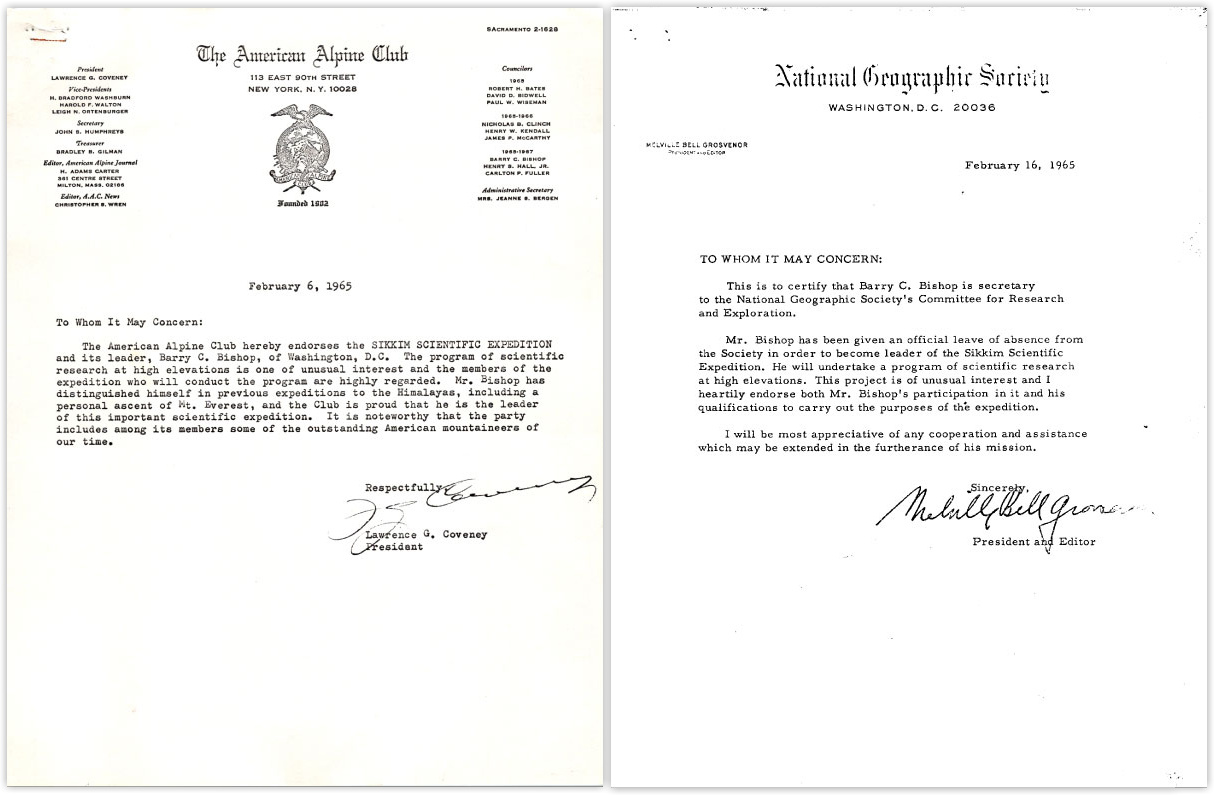 SACRAMENTO 2-1628
The American Alpine Club
113 EAST 90TH STREET
NEW YORK, N.Y. 10028
President
LAWRENCE G. COVENEY
Vice-Presidents
H. BRADFORD WASHBURN
HAROLD F. WALTON
LEIGH N. ORTENBURGER
Secretary
JOHN S. HUMPHREYS
Treasurer
BRADLEY B. GILMAN
Editor, American Alpine Journal
H. ADAMS CARTER
361 CENTRE STREET
MILTON, MASS. 02186
Editor, A.A.C. News
CHRISTOPHER S. WREN
Founded 1902
Councilors
1965
ROBERT H. BATES
DAVID D. BIDWELL
PAUL W. WISEMAN
1965-1966
NICHOLAS B. CLINCH
HENRY W. KENDALL
JAMES P. McCARTHY
1965-1967
BARRY C. BISHOP
HENRY S. HALL, JR.
CARLTON P. FULLER
Administrative Secretary
MRS. JEANNE S. BERGEN
February 6, 1965
To Whom It May Concern:
The American Alpine Club hereby endorses the SIKKIM SCIENTIFIC EXPEDITION
and its leader, Barry C. Bishop, of Washington, D.C. The program of scientific
research at high elevations is one of unusual interest and the members of the
expedition who will conduct the program are highly regarded. Mr. Bishop has
distinguished himself in previous expeditions to the Himalayas, including a
personal ascent of Mt. Everest, and the Club is proud that he is the leader
of this important scientific expedition. It is noteworthy that the party
includes among its members some of the outstanding American mountaineers of
our time.
Respectfully,
Lawrence G. Coveney
President
National Geographic Society
WASHINGTON, D.C. 20036
MELVILLE BELL GROSVENOR
PRESIDENT AND EDITOR
February 16, 1965
TO WHOM IT MAY CONCERN:
This is to certify that Barry C. Bishop is secretary
to the National Geographic Society's Committee for Research
and Exploration.
Mr. Bishop has been given an official leave of absence from
the Society in order to become leader of the Sikkim Scientific
Expedition. He will undertake a program of scientific research
at high elevations. This project is of unusual interest and I
heartily endorse both Mr. Bishop's participation in it and his
qualifications to carry out the purposes of the expedition.
I will be most appreciative of any cooperation and assistance
which may be extended in the furtherance of his mission.
Sincerely,
Melville Bell Grosvenor
President and Editor